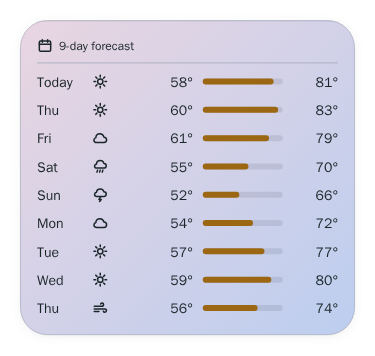 9-day forecast
Today 58° 81°
Thu 60° 83°
Fri 61° 79°
Sat 55° 70°
Sun 52° 66°
Mon 54° 72°
Tue 57° 77°
Wed 59° 80°
Thu 56° 74°